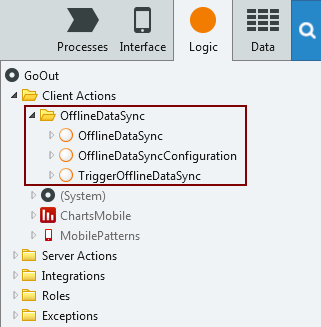 Processes Interface Logic Data
GoOut
Client Actions
OfflineDataSync
OfflineDataSync
OfflineDataSyncConfiguration
TriggerOfflineDataSync
(System)
ChartsMobile
MobilePatterns
Server Actions
Integrations
Roles
Exceptions